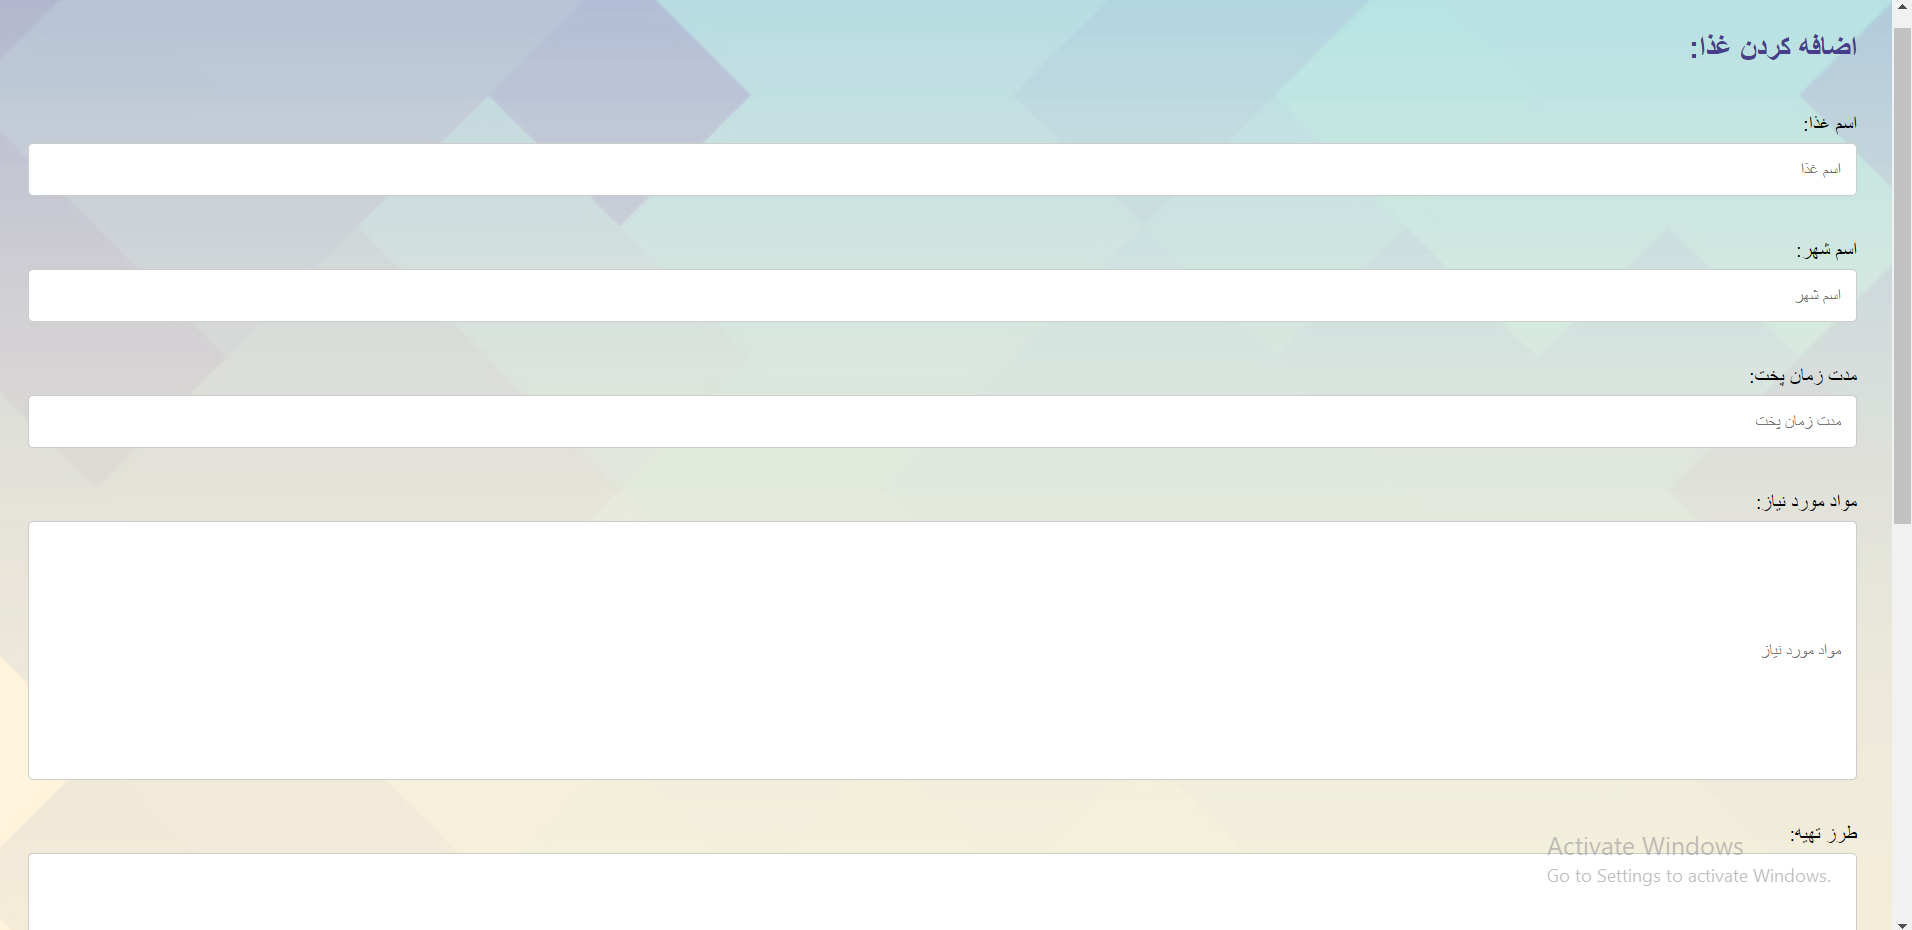 اضافه کردن غذا:
اسم غذا:
اسم غذا
اسم شهر:
اسم شهر
مدت زمان پخت:
مدت زمان پخت
مواد مورد نیاز:
مواد مورد نیاز
طرز تهیه:
Activate Windows
Go to Settings to activate Windows.